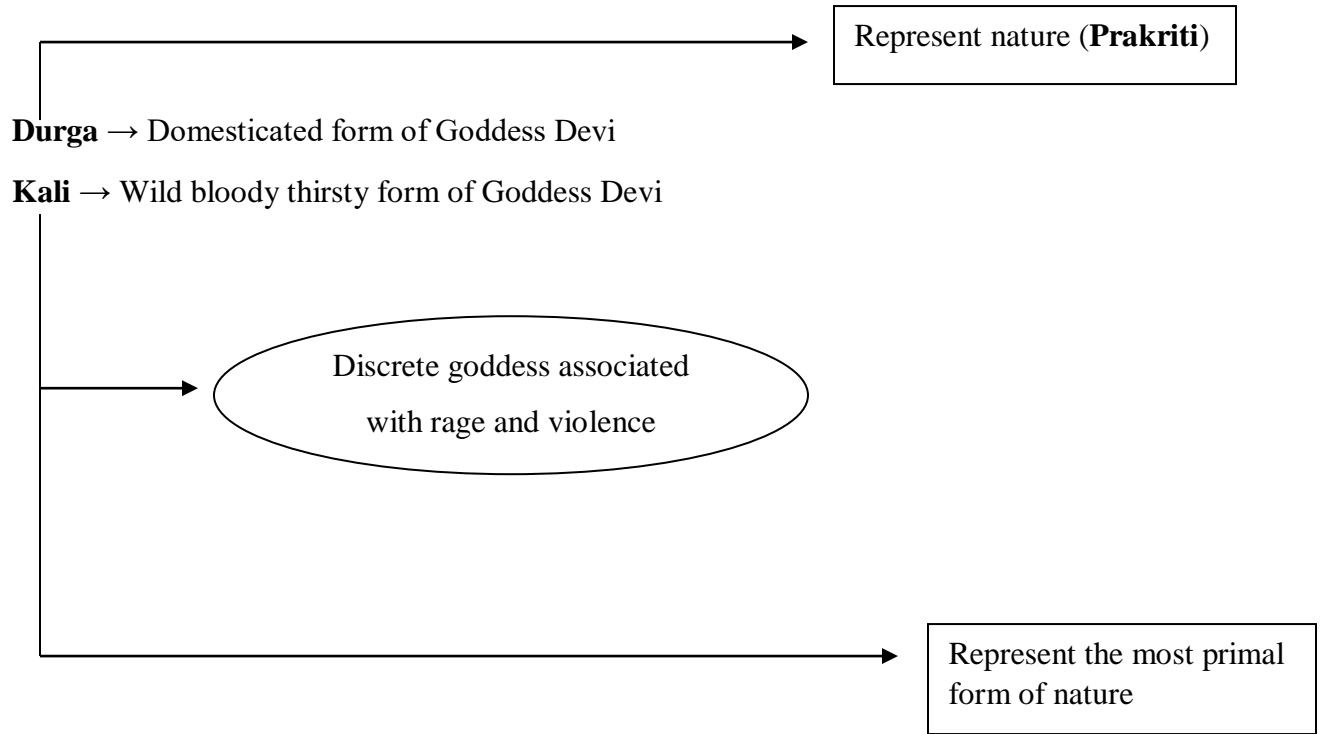 Represent nature (Prakriti)
Durga → Domesticated form of Goddess Devi
Kali → Wild bloody thirsty form of Goddess Devi
Discrete goddess associated
with rage and violence
Represent the most primal
form of nature